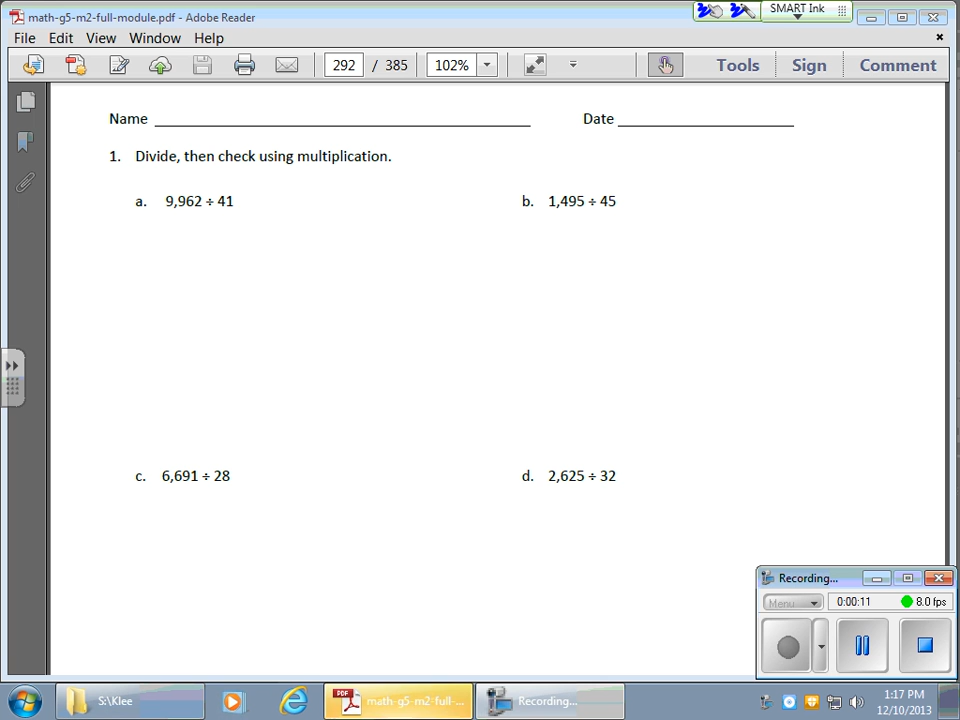 math-g5-m2-full-module.pdf - Adobe Reader
SMART Ink
File Edit View Window Help
292 / 385 102% Tools Sign Comment
Name Date
1. Divide, then check using multiplication.
a. 9,962 ÷ 41 b. 1,495 ÷ 45
c. 6,691 ÷ 28 d. 2,625 ÷ 32
Recording...
Menu 0:00:11 8.0 fps
S:\Klee math-g5-m2-full-... Recording... 1:17 PM
12/10/2013